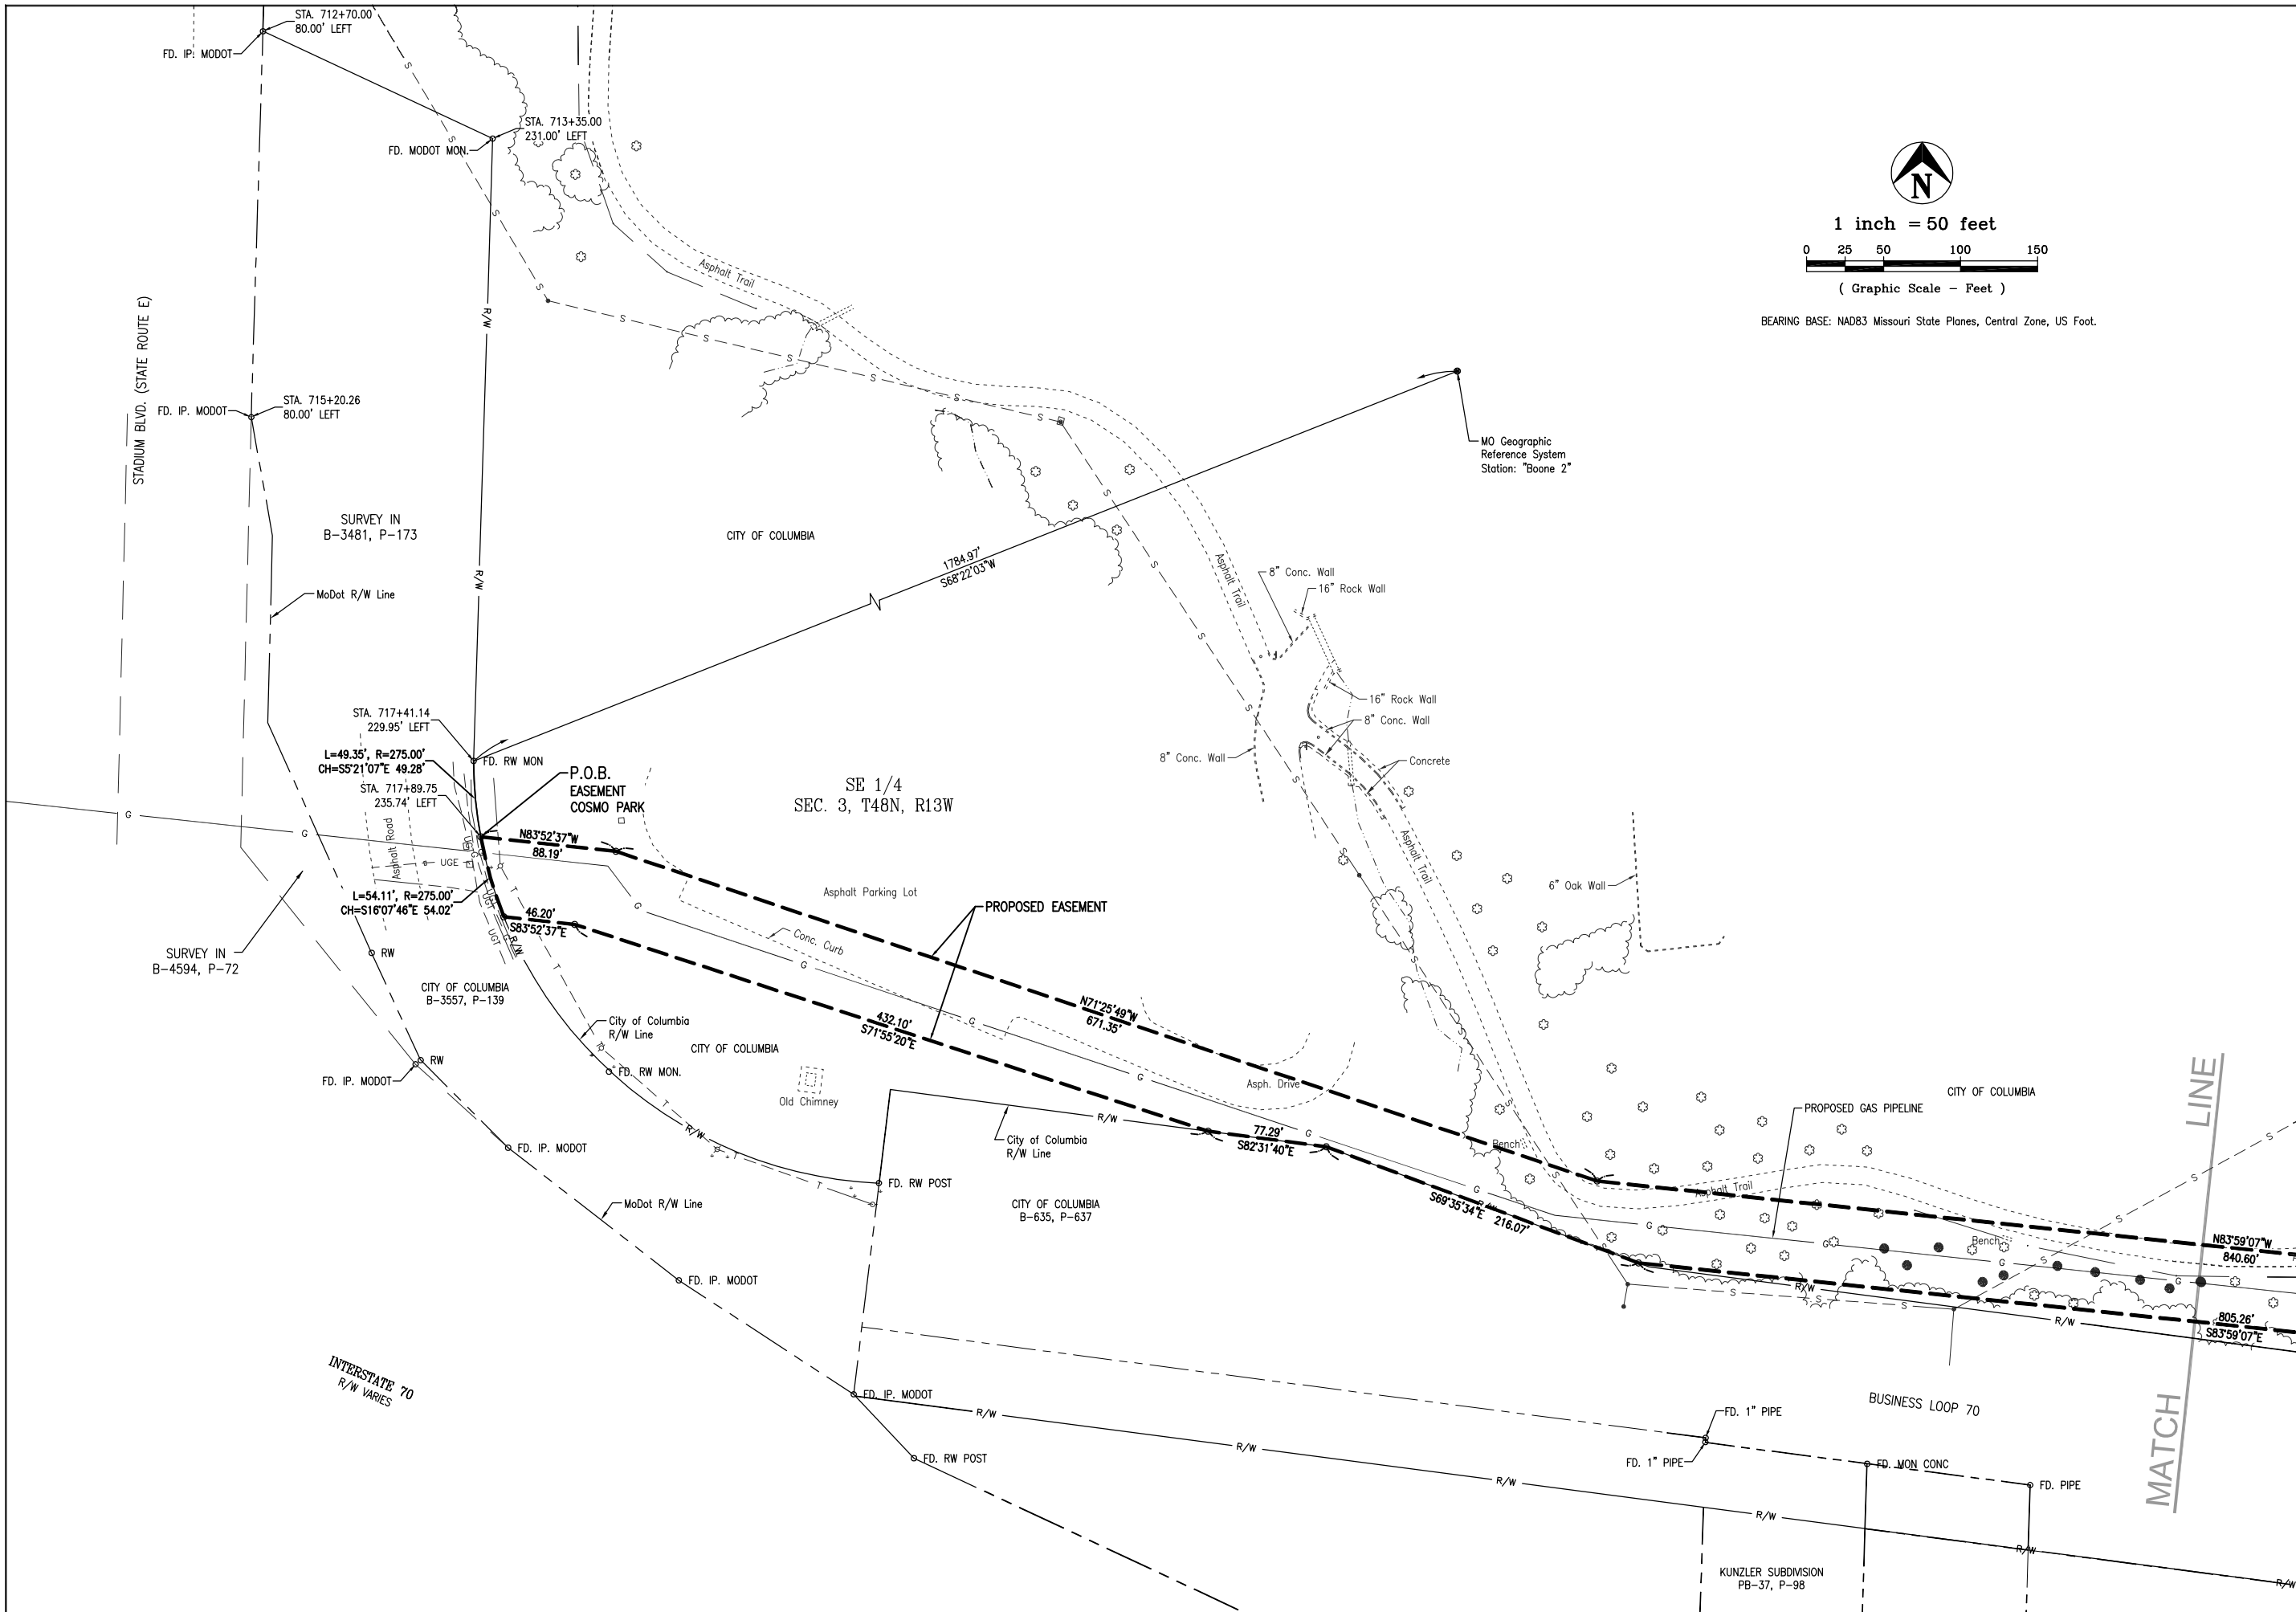 STA. 712+70.00
80.00' LEFT
FD. IP. MODOT
STA. 713+35.00
231.00' LEFT
FD. MODOT MON.
N
1 inch = 50 feet
0 25 50 100 150
( Graphic Scale - Feet )
BEARING BASE: NAD83 Missouri State Planes, Central Zone, US Foot.
S
S
S
S
Asphalt Trail
R/W
S
S
S
S
S
S
STADIUM BLVD. (STATE ROUTE E)
FD. IP. MODOT
STA. 715+20.26
80.00' LEFT
MO Geographic
Reference System
Station: "Boone 2"
SURVEY IN
B-3481, P-173
CITY OF COLUMBIA
1784.97'
S68°22'03"W
R/W
MoDot R/W Line
S
S
S
S
S
Asphalt Trail
8" Conc. Wall
16" Rock Wall
16" Rock Wall
8" Conc. Wall
8" Conc. Wall
Concrete
STA. 717+41.14
229.95' LEFT
FD. RW MON
L=49.35', R=275.00'
CH=S5°21'07"E 49.28'
STA. 717+89.75
235.74' LEFT
P.O.B.
EASEMENT
COSMO PARK
SE 1/4
SEC. 3, T48N, R13W
G
G
Asphalt Road
UGE
N83°52'37"W
88.19'
L=54.11', R=275.00'
CH=S16°07'46"E 54.02'
46.20'
S83°52'37"E
UGT
UGT
R/W
G
Asphalt Parking Lot
PROPOSED EASEMENT
Asphalt Trail
6" Oak Wall
Conc. Curb
G
SURVEY IN
B-4594, P-72
RW
CITY OF COLUMBIA
B-3557, P-139
T
N71°25'49"W
671.35'
432.10'
S71°55'20"E
G
City of Columbia
R/W Line
CITY OF COLUMBIA
RW
FD. IP. MODOT
FD. RW MON.
Old Chimney
G
Asph. Drive
CITY OF COLUMBIA
LINE
T
R/W
T
R/W
City of Columbia
R/W Line
77.29'
S82°31'40"E
G
Bench
S
S
PROPOSED GAS PIPELINE
S
FD. IP. MODOT
T
FD. RW POST
MoDot R/W Line
CITY OF COLUMBIA
B-635, P-637
S69°35'34"E 216.07'
R/W
G
Asphalt Trail
S
G
G
Bench
S
G
G
N83°59'07"W
840.60'
FD. IP. MODOT
R/W
S
S
S
R/W
805.26'
S83°59'07"E
INTERSTATE 70
R/W VARIES
FD. IP. MODOT
R/W
BUSINESS LOOP 70
MATCH
FD. 1" PIPE
R/W
FD. 1" PIPE
FD. RW POST
FD. MON CONC
FD. PIPE
R/W
R/W
R/W
R/W
KUNZLER SUBDIVISION
PB-37, P-98